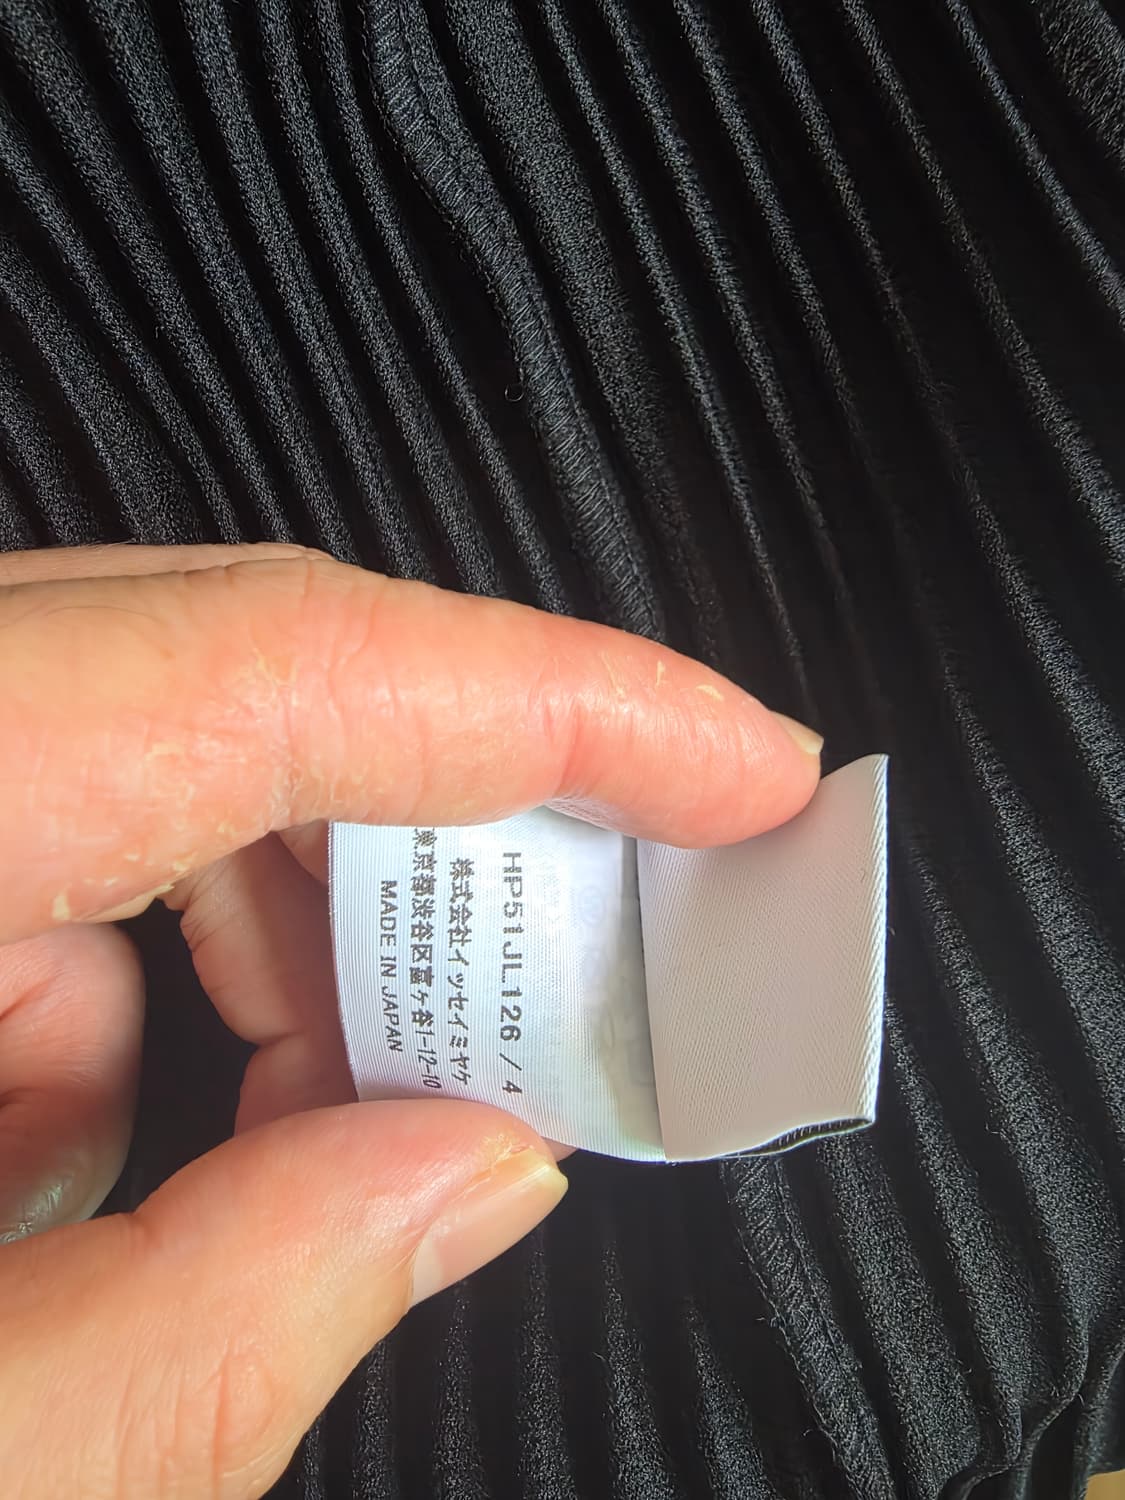 HP51JL126 / 4
株式会社イッセイミヤケ
東京都渋谷区富ヶ谷1-12-10
MADE IN JAPAN